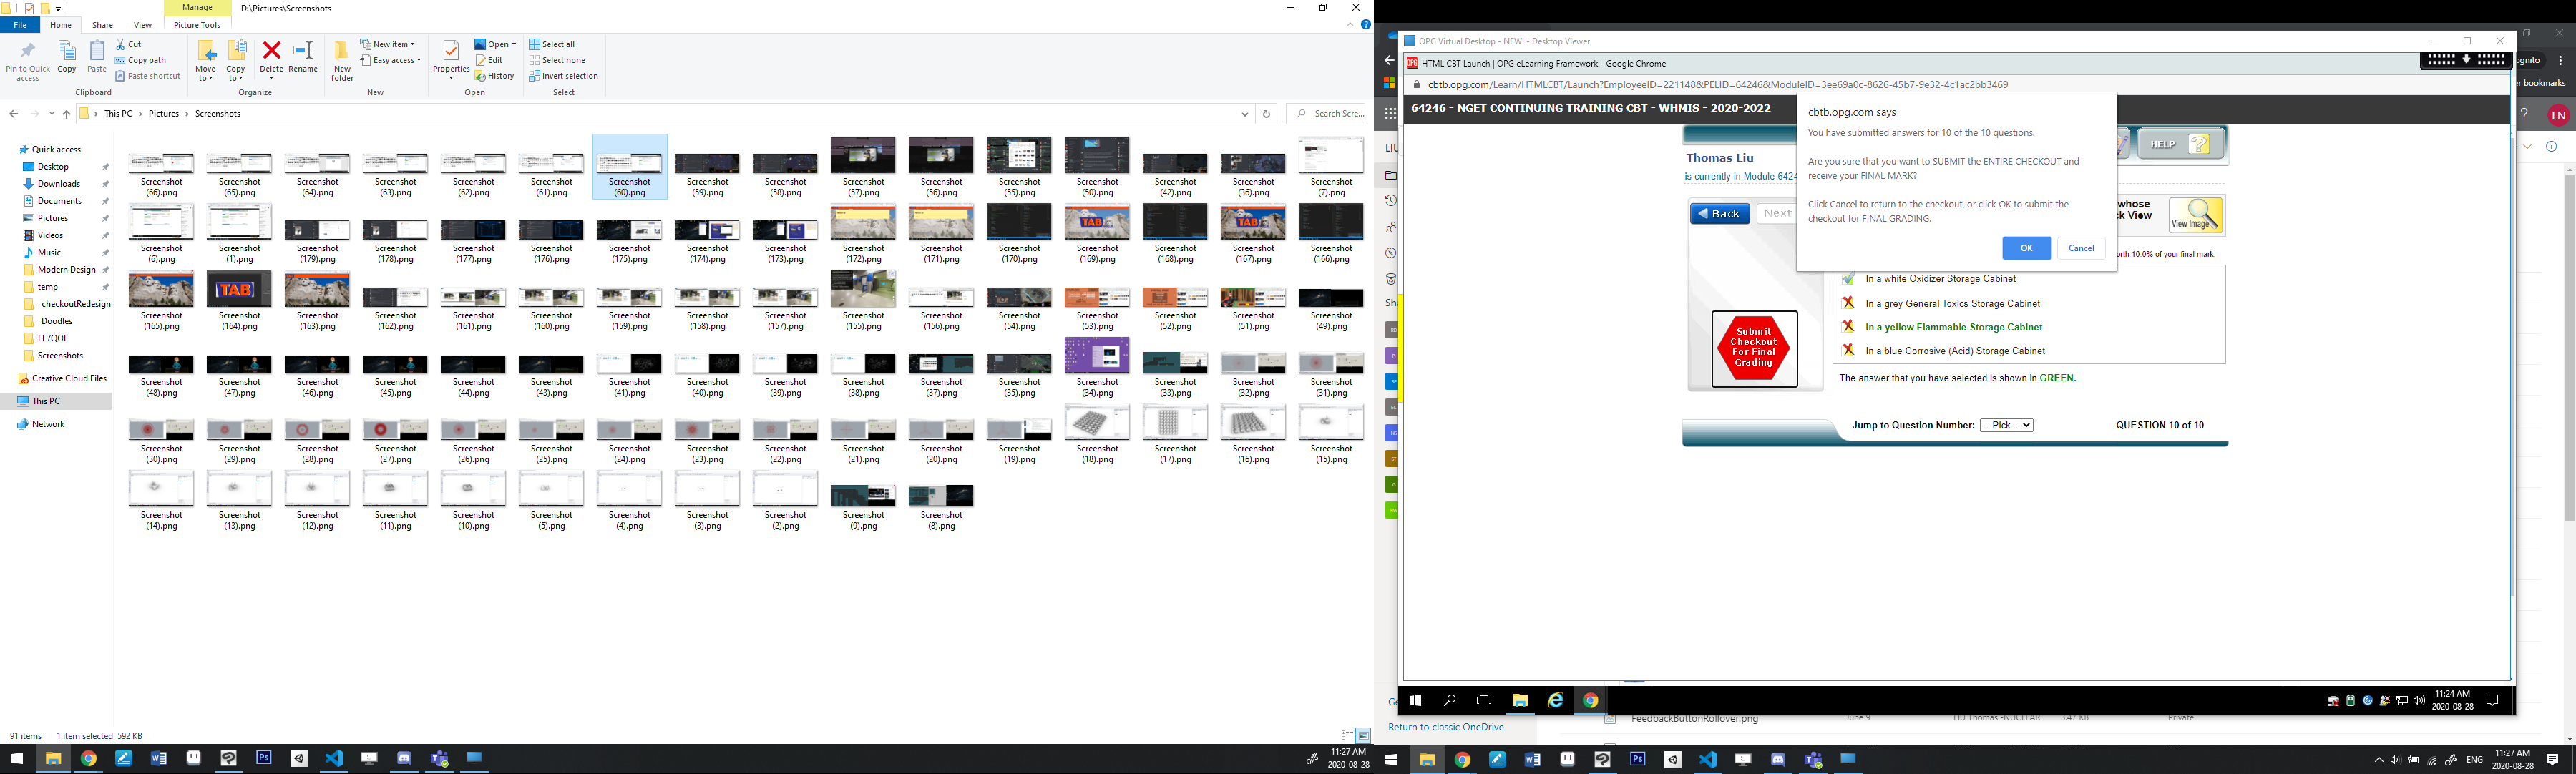 Manage
D:\Pictures\Screenshots
File
Home
Share
View
Picture Tools
Pin to Quick access
Copy
Paste
Cut
Copy path
Paste shortcut
Clipboard
Move to
Copy to
Delete
Rename
Organize
New folder
New item
Easy access
New
Properties
Open
Edit
History
Open
Select all
Select none
Invert selection
Select
This PC
Pictures
Screenshots
Search Scre...
Quick access
Desktop
Downloads
Documents
Pictures
Videos
Music
Modern Design
temp
_checkoutRedesign
_Doodles
FE7QOL
Screenshots
Creative Cloud Files
This PC
Network
Screenshot (66).png
Screenshot (65).png
Screenshot (64).png
Screenshot (63).png
Screenshot (62).png
Screenshot (61).png
Screenshot (60).png
Screenshot (59).png
Screenshot (58).png
Screenshot (57).png
Screenshot (56).png
Screenshot (55).png
Screenshot (50).png
Screenshot (42).png
Screenshot (36).png
Screenshot (7).png
Screenshot (6).png
Screenshot (1).png
Screenshot (179).png
Screenshot (178).png
Screenshot (177).png
Screenshot (176).png
Screenshot (175).png
Screenshot (174).png
Screenshot (173).png
Screenshot (172).png
Screenshot (171).png
Screenshot (170).png
Screenshot (169).png
Screenshot (168).png
Screenshot (167).png
Screenshot (166).png
Screenshot (165).png
Screenshot (164).png
Screenshot (163).png
Screenshot (162).png
Screenshot (161).png
Screenshot (160).png
Screenshot (159).png
Screenshot (158).png
Screenshot (157).png
Screenshot (155).png
Screenshot (156).png
Screenshot (54).png
Screenshot (53).png
Screenshot (52).png
Screenshot (51).png
Screenshot (49).png
Screenshot (48).png
Screenshot (47).png
Screenshot (46).png
Screenshot (45).png
Screenshot (44).png
Screenshot (43).png
Screenshot (41).png
Screenshot (40).png
Screenshot (39).png
Screenshot (38).png
Screenshot (37).png
Screenshot (35).png
Screenshot (34).png
Screenshot (33).png
Screenshot (32).png
Screenshot (31).png
Screenshot (30).png
Screenshot (29).png
Screenshot (28).png
Screenshot (27).png
Screenshot (26).png
Screenshot (25).png
Screenshot (24).png
Screenshot (23).png
Screenshot (22).png
Screenshot (21).png
Screenshot (20).png
Screenshot (19).png
Screenshot (18).png
Screenshot (17).png
Screenshot (16).png
Screenshot (15).png
Screenshot (14).png
Screenshot (13).png
Screenshot (12).png
Screenshot (11).png
Screenshot (10).png
Screenshot (5).png
Screenshot (4).png
Screenshot (3).png
Screenshot (2).png
Screenshot (9).png
Screenshot (8).png
TAB
TAB
TAB
91 items
1 item selected 592 KB
11:27 AM
2020-08-28
OPG Virtual Desktop - NEW! - Desktop Viewer
HTML CBT Launch | OPG eLearning Framework - Google Chrome
cbtb.opg.com/Learn/HTMLCBT/Launch?EmployeeID=221148&PELID=64246&ModuleID=3ee69a0c-8626-45b7-9e32-4c1ac2bb3469
64246 - NGET CONTINUING TRAINING CBT - WHMIS - 2020-2022
ognito
er bookmarks
LN
Thomas Liu
is currently in Module 6424
Back
Next
cbtb.opg.com says
You have submitted answers for 10 of the 10 questions.
Are you sure that you want to SUBMIT the ENTIRE CHECKOUT and
receive your FINAL MARK?
Click Cancel to return to the checkout, or click OK to submit the
checkout for FINAL GRADING.
OK
Cancel
HELP
whose
k View
View Image
orth 10.0% of your final mark.
In a white Oxidizer Storage Cabinet
In a grey General Toxics Storage Cabinet
In a yellow Flammable Storage Cabinet
In a blue Corrosive (Acid) Storage Cabinet
The answer that you have selected is shown in GREEN..
Submit
Checkout
For Final
Grading
Jump to Question Number:
-- Pick --
QUESTION 10 of 10
LIU
Sha
11:24 AM
2020-08-28
Ge
Return to classic OneDrive
FeedbackButtonRollover.png
June 9
LIU Thomas -NUCLEAR
3.47 KB
Private
Ps
ENG
11:27 AM
2020-08-28